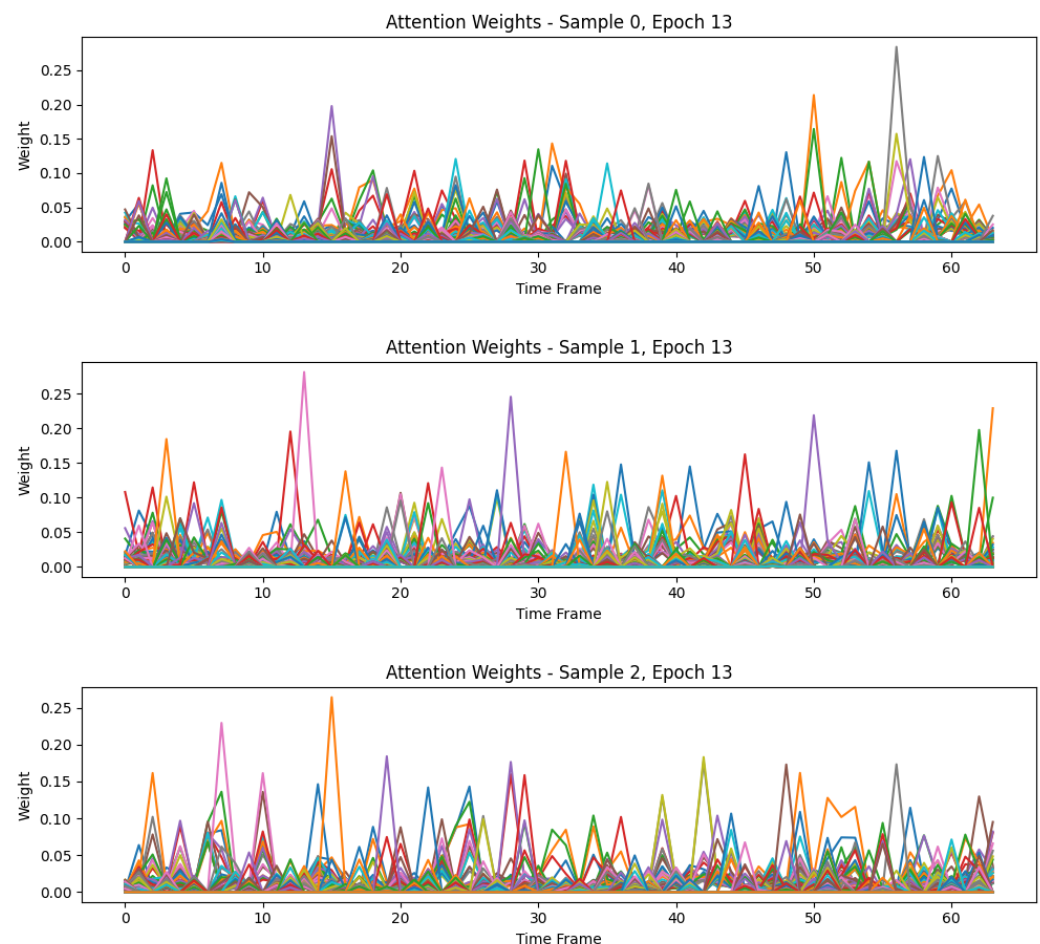 Attention Weights - Sample 0, Epoch 13
0.25
0.20
0.15
0.10
0.05
0.00
Weight
0 10 20 30 40 50 60
Time Frame
Attention Weights - Sample 1, Epoch 13
0.25
0.20
0.15
0.10
0.05
0.00
Weight
0 10 20 30 40 50 60
Time Frame
Attention Weights - Sample 2, Epoch 13
0.25
0.20
0.15
0.10
0.05
0.00
Weight
0 10 20 30 40 50 60
Time Frame